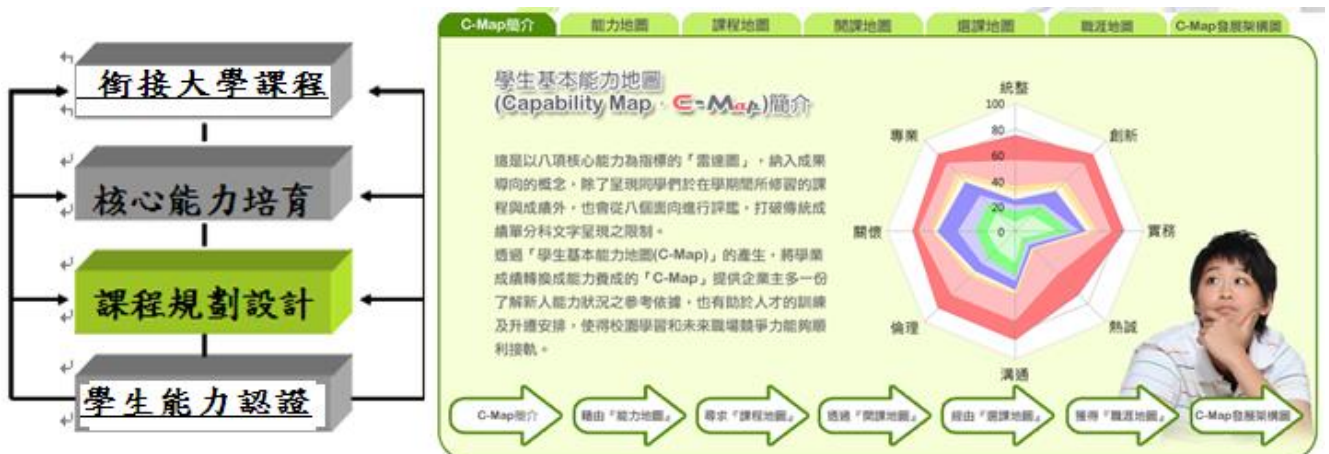 銜接大學課程
核心能力培育
課程規劃設計
學生能力認證
C-Map簡介
能力地圖
課程地圖
開課地圖
選課地圖
職涯地圖
C-Map發展架構圖
學生基本能力地圖
(Capability Map‧C-Map)簡介
這是以八項核心能力為指標的「雷達圖」，納入成果
導向的概念，除了呈現同學們於在學期間所修習的課
程與成績外，也會從八個面向進行評鑑，打破傳統成
績單分科文字呈現之限制。
透過「學生基本能力地圖(C-Map)」的產生，將學業
成績轉換成能力養成的「C-Map」提供企業主多一份
了解新人能力狀況之參考依據，也有助於人才的訓練
及升遷安排，使得校園學習和未來職場競爭力能夠順
利接軌。
統整
100
80
60
40
20
0
創新
實務
熱誠
溝通
倫理
關懷
專業
C-Map簡介
藉由『能力地圖』
尋求『課程地圖』
透過『開課地圖』
經由『選課地圖』
獲得『職涯地圖』
C-Map發展架構圖